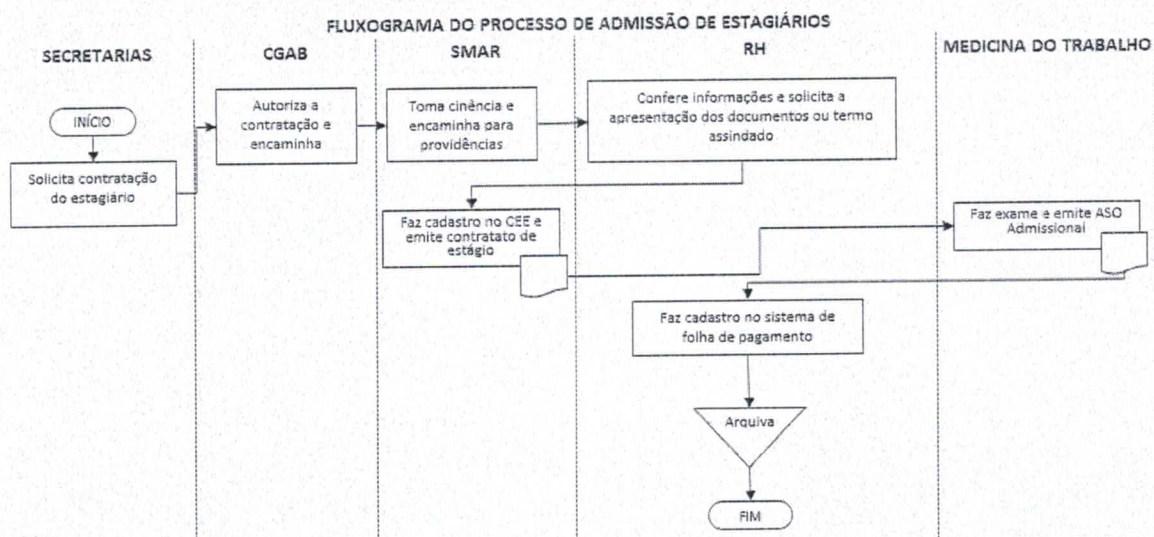 FLUXOGRAMA DO PROCESSO DE ADMISSÃO DE ESTAGIÁRIOS
SECRETARIAS
CGAB
SMAR
RH
MEDICINA DO TRABALHO
INÍCIO
Solicita contratação
do estagiário
Autoriza a
contratação e
encaminha
Toma cinência e
encaminha para
providências
Confere informações e solicita a
apresentação dos documentos ou termo
assindado
Faz cadastro no CEE e
emite contratato de
estágio
Faz exame e emite ASO
Admissional
Faz cadastro no sistema de
folha de pagamento
Arquiva
FIM